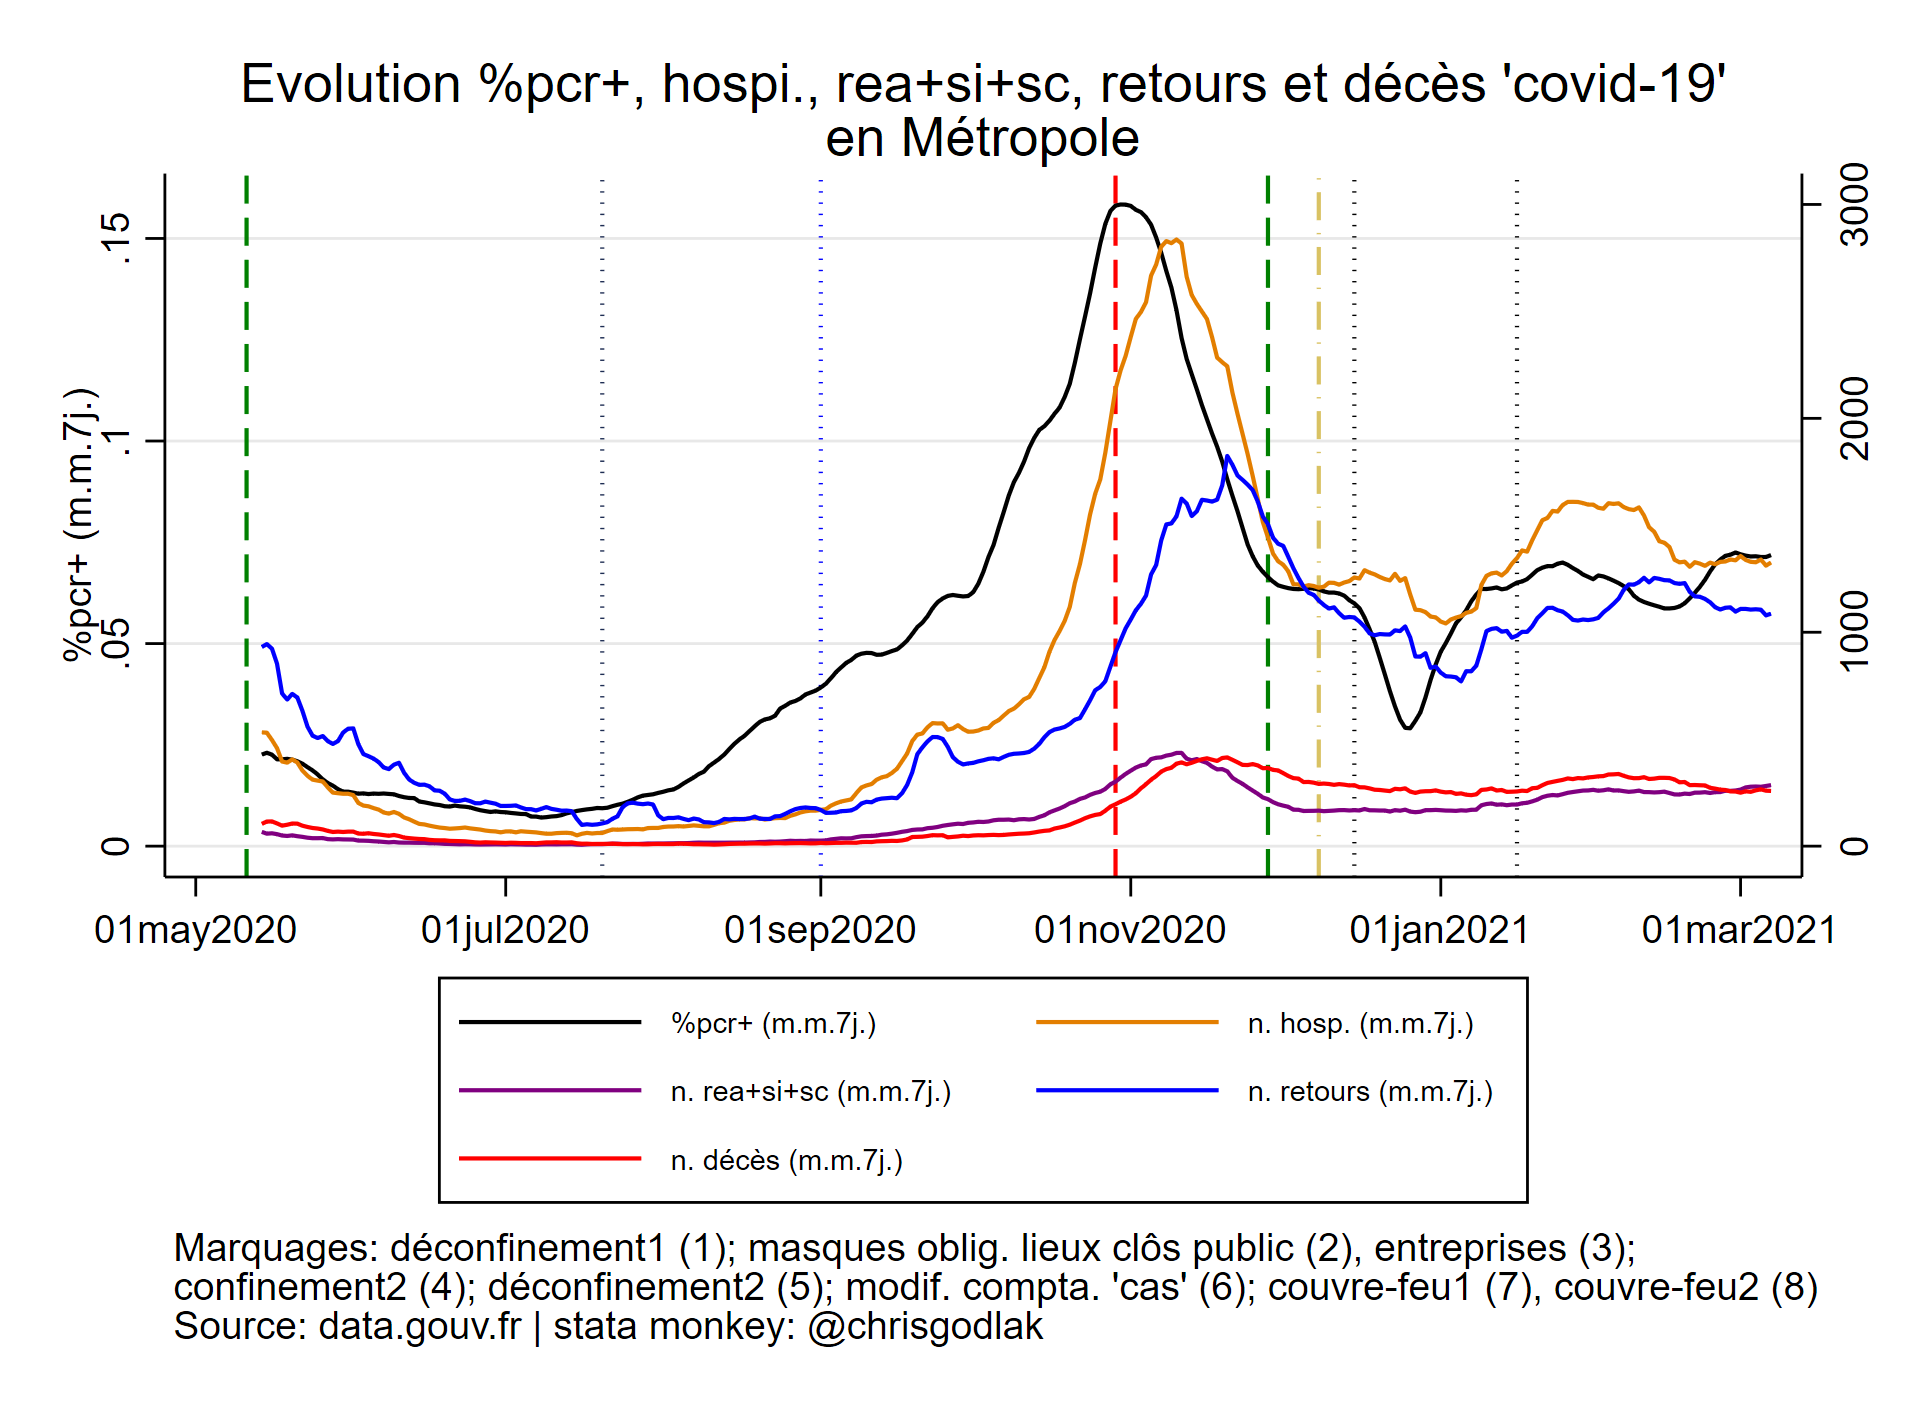 Evolution %pcr+, hospi., rea+si+sc, retours et décès 'covid-19'
en Métropole
%pcr+ (m.m.7j.)
.15
.1
.05
0
3000
2000
1000
0
01may2020 01jul2020 01sep2020 01nov2020 01jan2021 01mar2021
%pcr+ (m.m.7j.) n. hosp. (m.m.7j.)
n. rea+si+sc (m.m.7j.) n. retours (m.m.7j.)
n. décès (m.m.7j.)
Marquages: déconfinement1 (1); masques oblig. lieux clôs public (2), entreprises (3);
confinement2 (4); déconfinement2 (5); modif. compta. 'cas' (6); couvre-feu1 (7), couvre-feu2 (8)
Source: data.gouv.fr | stata monkey: @chrisgodlak